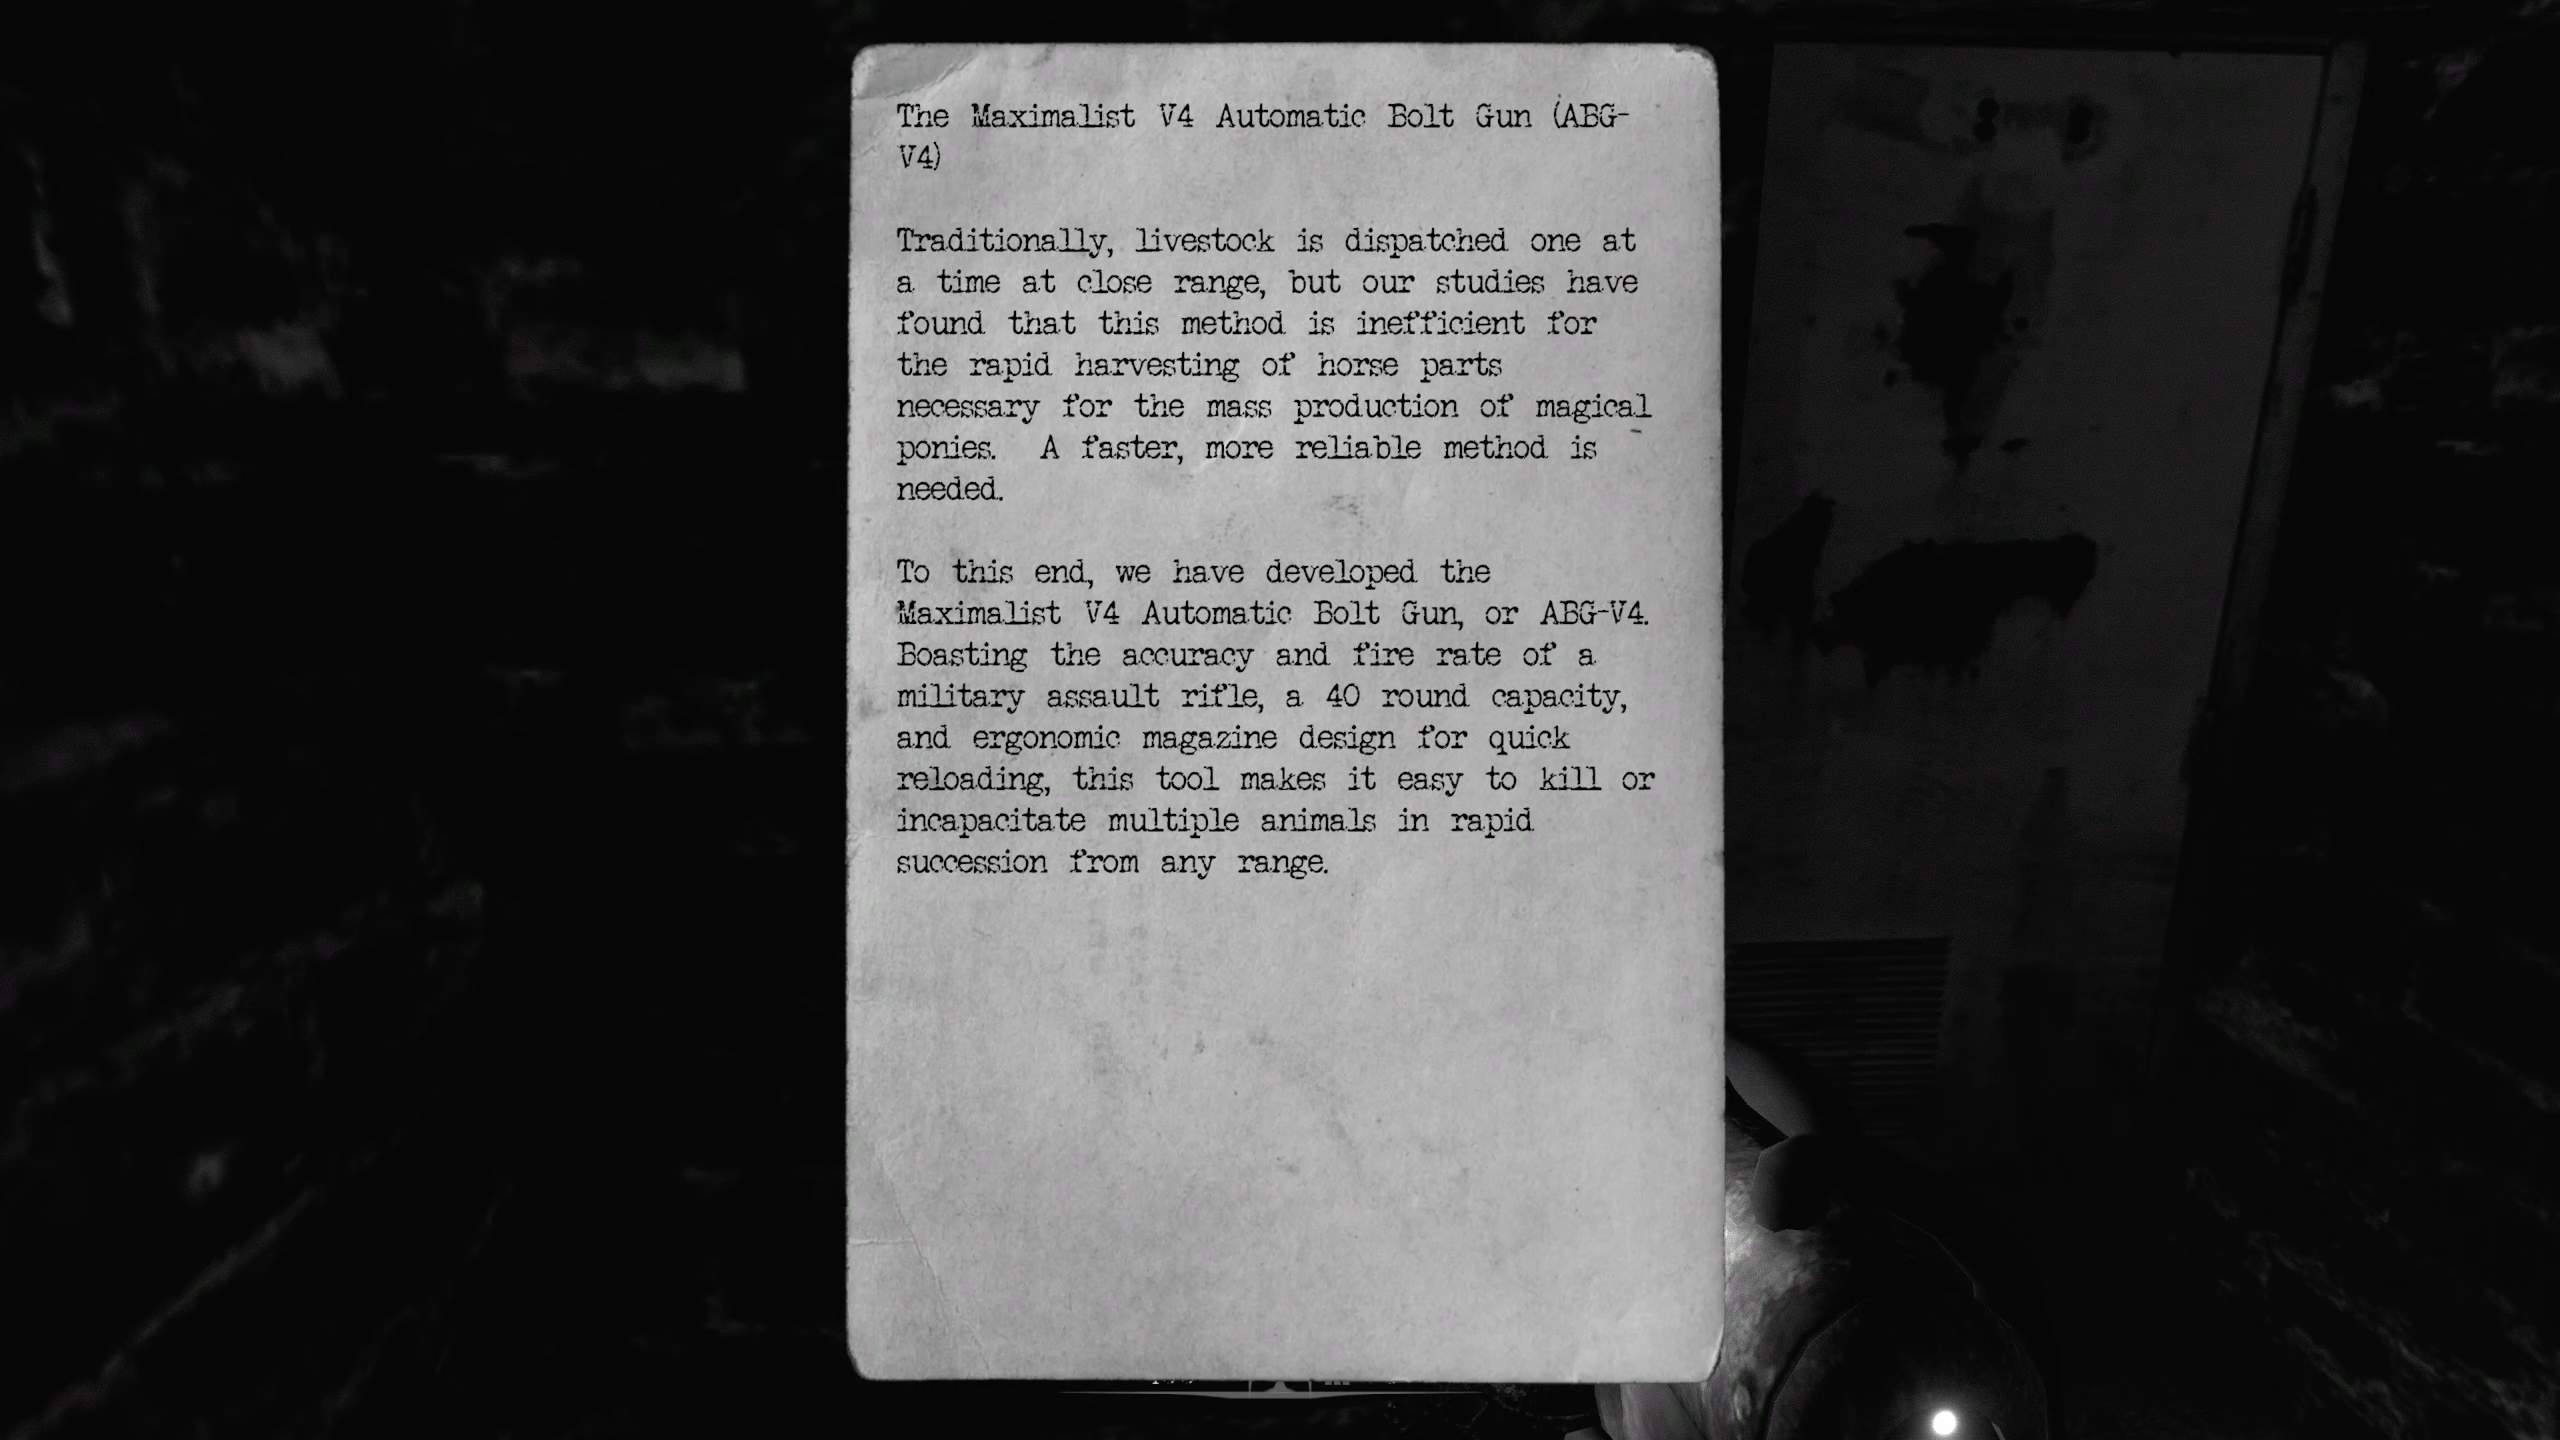 The Maximalist V4 Automatic Bolt Gun (ABG-
V4)
Traditionally, livestock is dispatched one at
a time at close range, but our studies have
found that this method is inefficient for
the rapid harvesting of horse parts
necessary for the mass production of magical
ponies.  A faster, more reliable method is
needed.
To this end, we have developed the
Maximalist V4 Automatic Bolt Gun, or ABG-V4.
Boasting the accuracy and fire rate of a
military assault rifle, a 40 round capacity,
and ergonomic magazine design for quick
reloading, this tool makes it easy to kill or
incapacitate multiple animals in rapid
succession from any range.